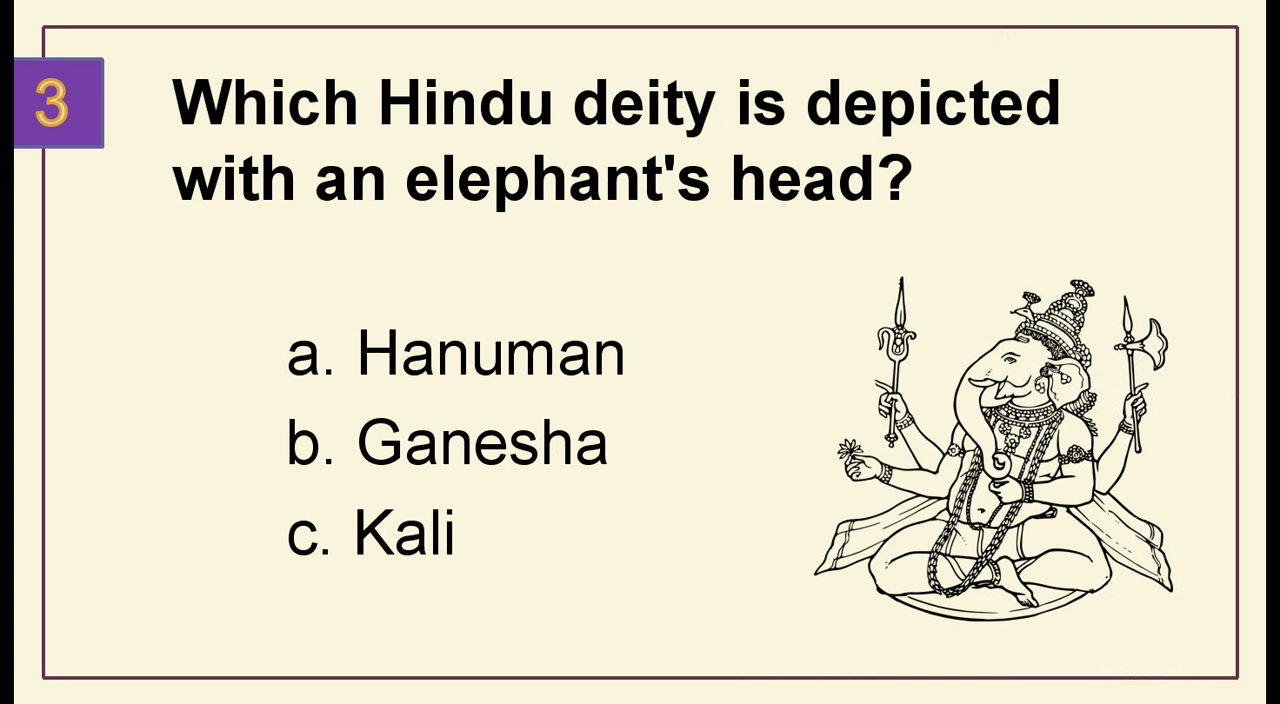 3
Which Hindu deity is depicted
with an elephant's head?
a. Hanuman
b. Ganesha
c. Kali